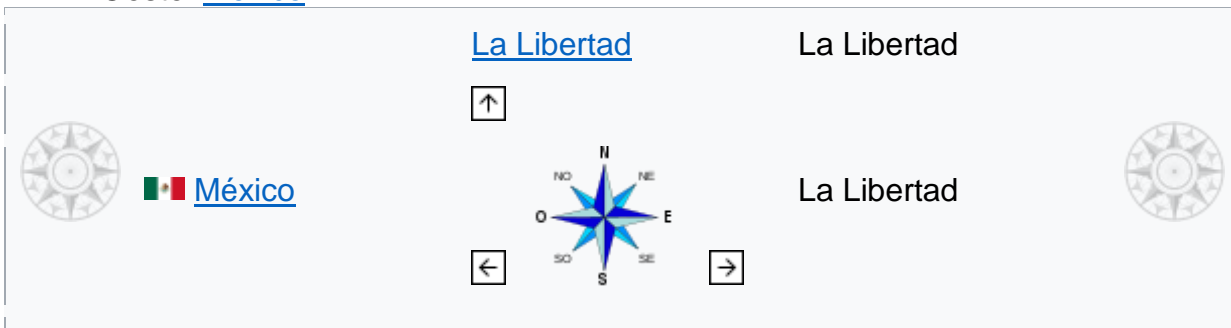 La Libertad La Libertad
N
NO NE
México La Libertad
O E
SO SE
S